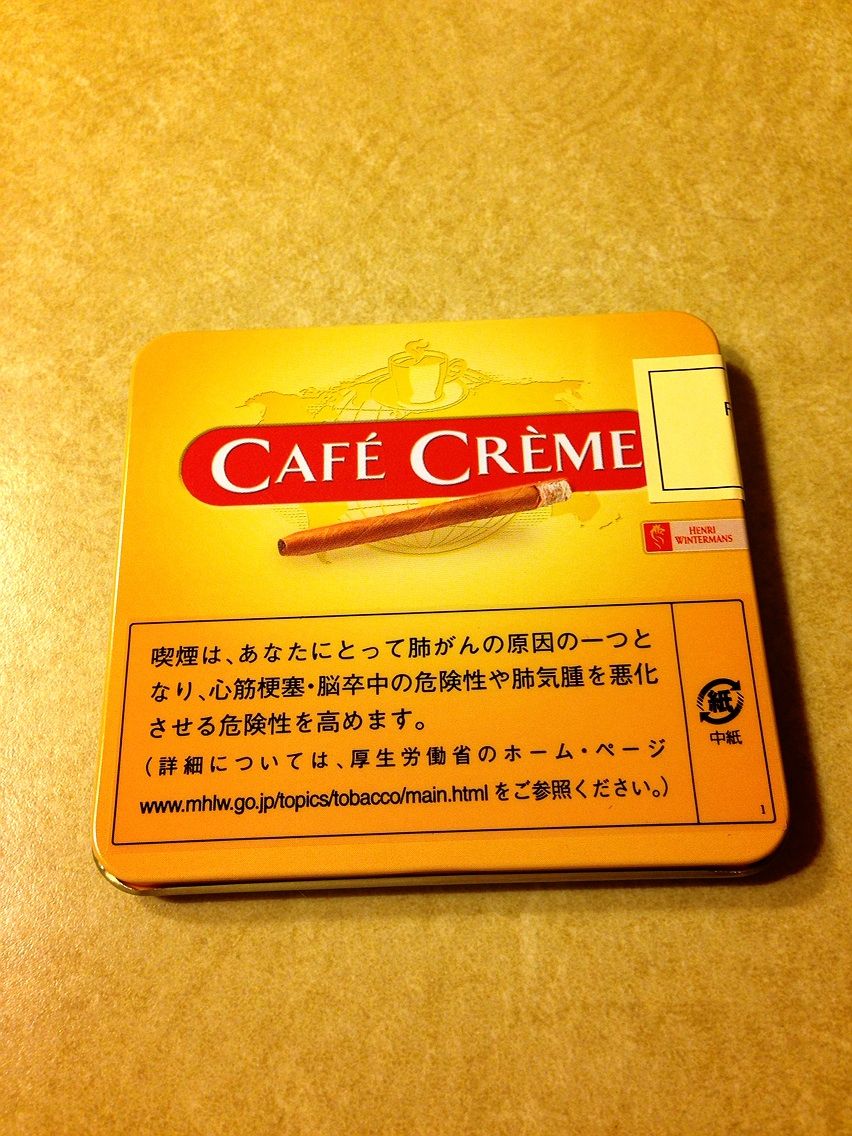 CAFÉ CRÈME
HENRI
WINTERMANS
喫煙は、あなたにとって肺がんの原因の一つと
なり、心筋梗塞・脳卒中の危険性や肺気腫を悪化
させる危険性を高めます。
(詳細については、厚生労働省のホーム・ページ
www.mhlw.go.jp/topics/tobacco/main.html をご参照ください。)
紙
中紙
1